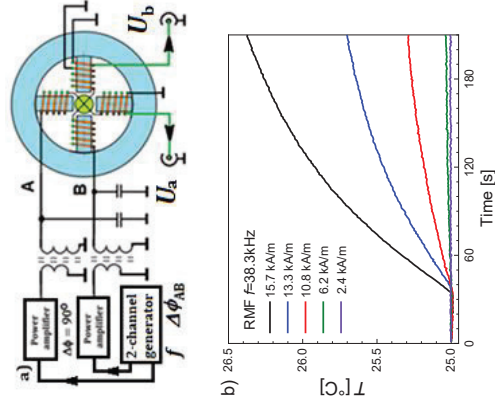 a)
Power
amplifier
Δϕ = 90⁰
Power
amplifier
2-channel
generator
f Δϕ_AB
A
B
U_a
U_b
b)
RMF f=38.3kHz
15.7 kA/m
13.3 kA/m
10.8 kA/m
6.2 kA/m
2.4 kA/m
T [°C]
26.5
26.0
25.5
25.0
0 60 120 180
Time [s]